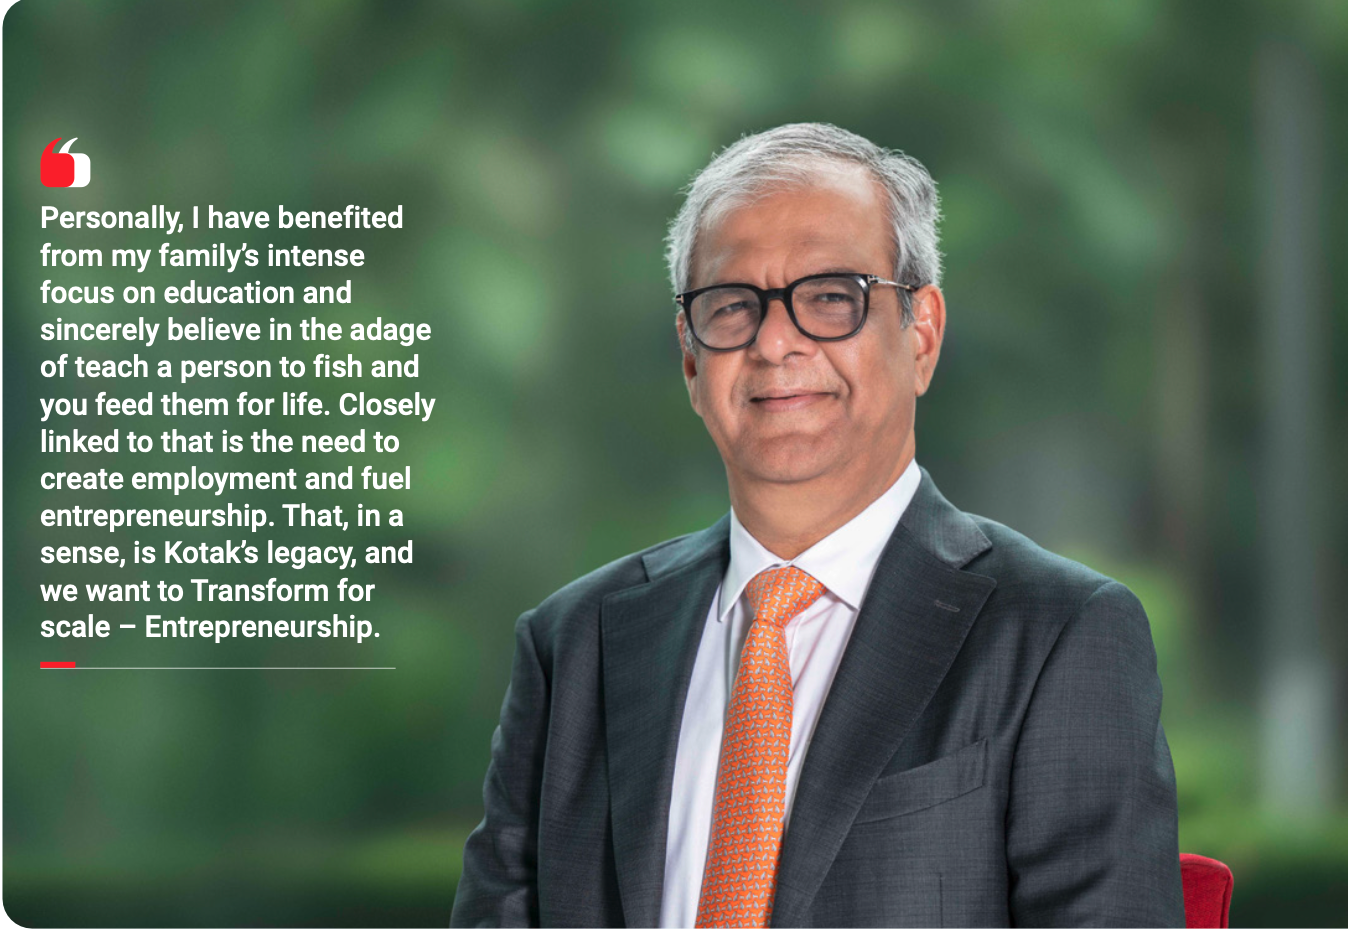 Personally, I have benefited
from my family’s intense
focus on education and
sincerely believe in the adage
of teach a person to fish and
you feed them for life. Closely
linked to that is the need to
create employment and fuel
entrepreneurship. That, in a
sense, is Kotak’s legacy, and
we want to Transform for
scale – Entrepreneurship.